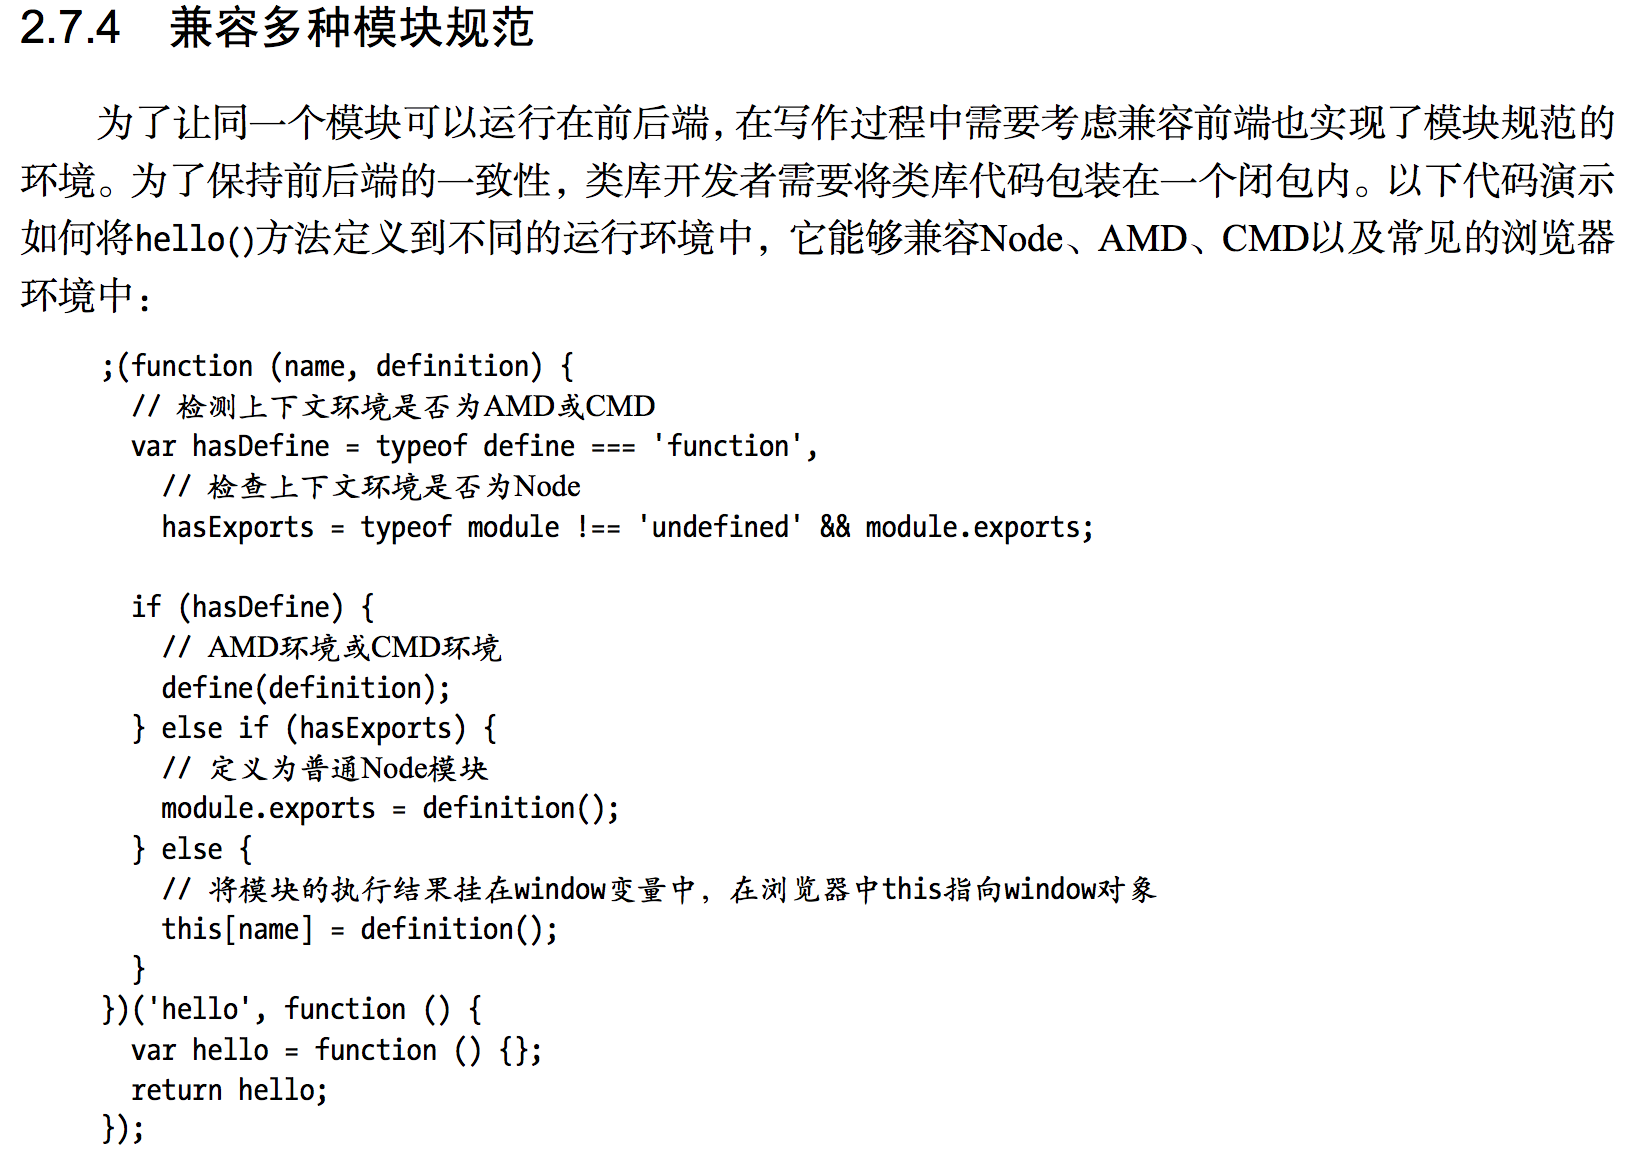 2.7.4 兼容多种模块规范
为了让同一个模块可以运行在前后端，在写作过程中需要考虑兼容前端也实现了模块规范的
环境。为了保持前后端的一致性，类库开发者需要将类库代码包装在一个闭包内。以下代码演示
如何将hello()方法定义到不同的运行环境中，它能够兼容Node、AMD、CMD以及常见的浏览器
环境中：
;(function (name, definition) {
  // 检测上下文环境是否为AMD或CMD
  var hasDefine = typeof define === 'function',
    // 检查上下文环境是否为Node
    hasExports = typeof module !== 'undefined' && module.exports;
  if (hasDefine) {
    // AMD环境或CMD环境
    define(definition);
  } else if (hasExports) {
    // 定义为普通Node模块
    module.exports = definition();
  } else {
    // 将模块的执行结果挂在window变量中，在浏览器中this指向window对象
    this[name] = definition();
  }
})('hello', function () {
  var hello = function () {};
  return hello;
});